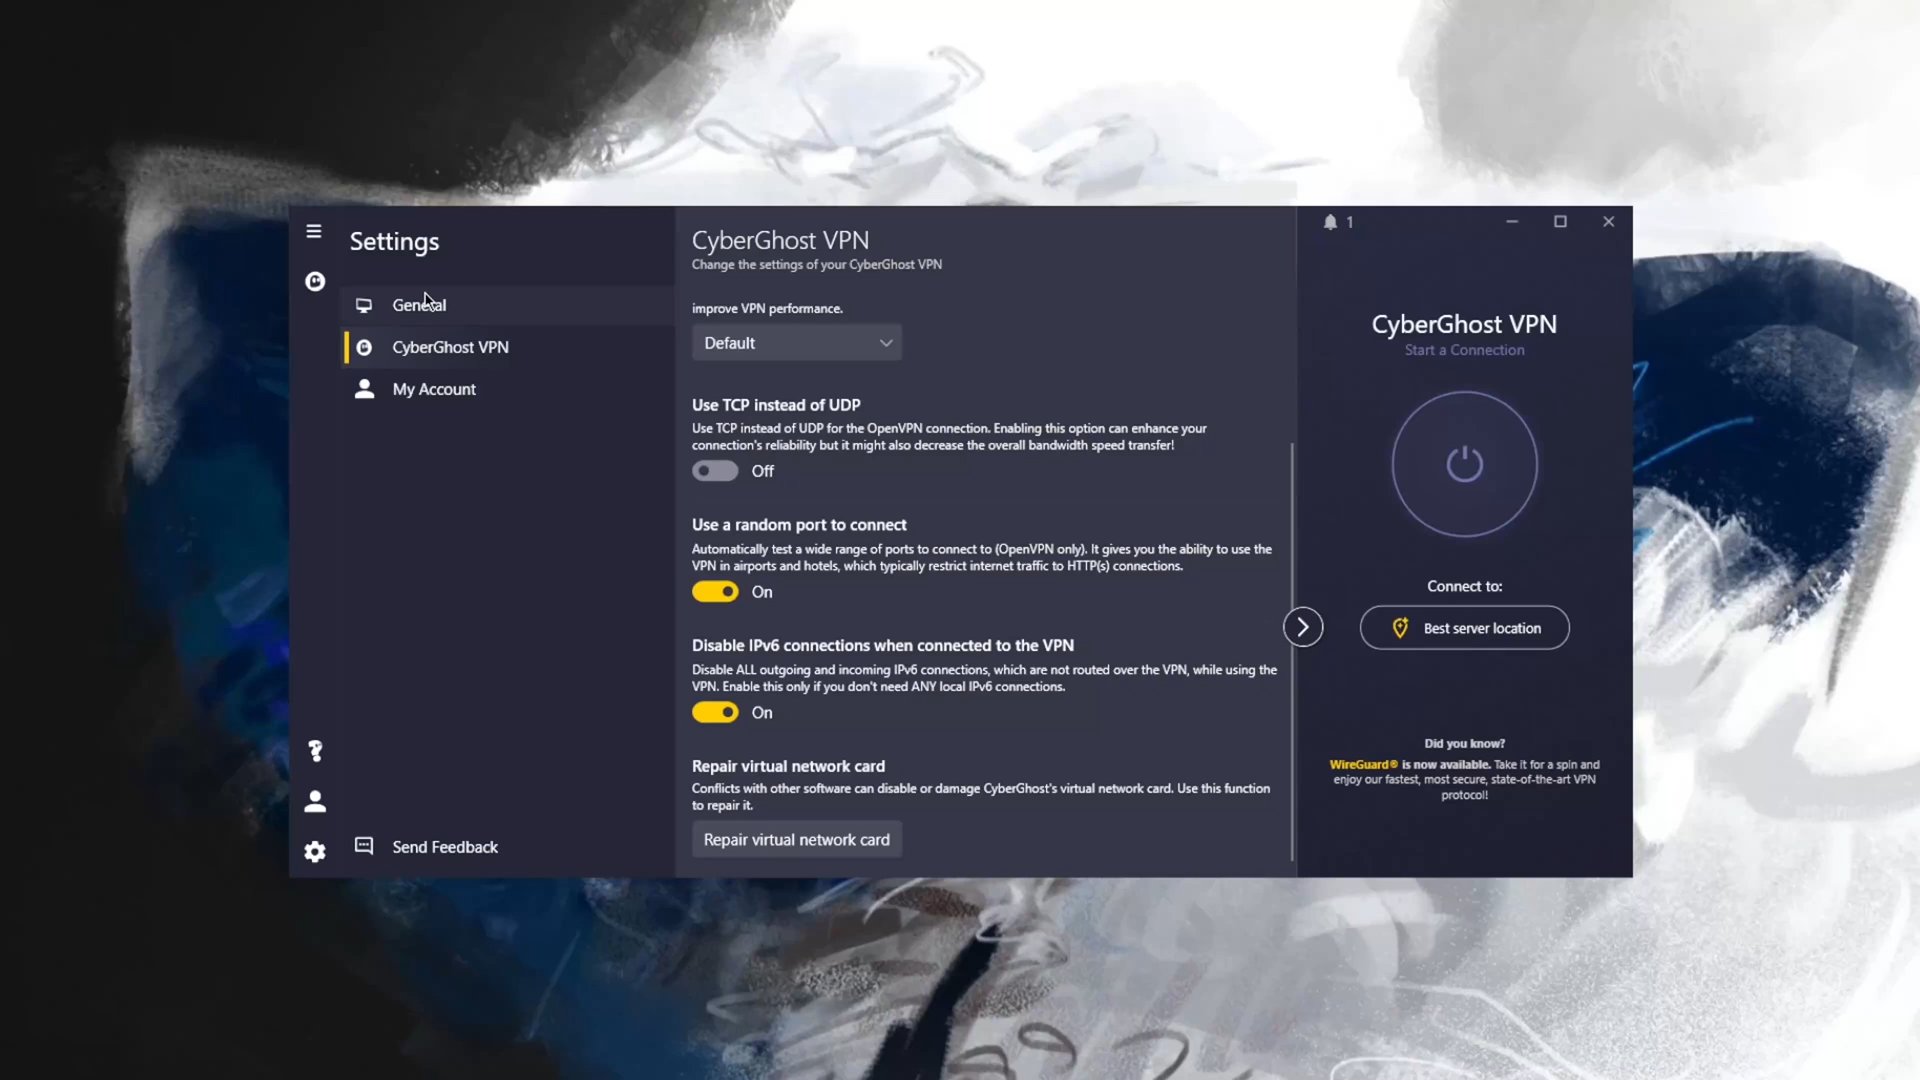 Settings
General
CyberGhost VPN
My Account
Send Feedback
CyberGhost VPN
Change the settings of your CyberGhost VPN
improve VPN performance.
Default
Use TCP instead of UDP
Use TCP instead of UDP for the OpenVPN connection. Enabling this option can enhance your
connection's reliability but it might also decrease the overall bandwidth speed transfer!
Off
Use a random port to connect
Automatically test a wide range of ports to connect to (OpenVPN only). It gives you the ability to use the
VPN in airports and hotels, which typically restrict internet traffic to HTTP(s) connections.
On
Disable IPv6 connections when connected to the VPN
Disable ALL outgoing and incoming IPv6 connections, which are not routed over the VPN, while using the
VPN. Enable this only if you don't need ANY local IPv6 connections.
On
Repair virtual network card
Conflicts with other software can disable or damage CyberGhost's virtual network card. Use this function
to repair it.
Repair virtual network card
1
CyberGhost VPN
Start a Connection
Connect to:
Best server location
Did you know?
WireGuard® is now available. Take it for a spin and
enjoy our fastest, most secure, state-of-the-art VPN
protocol!